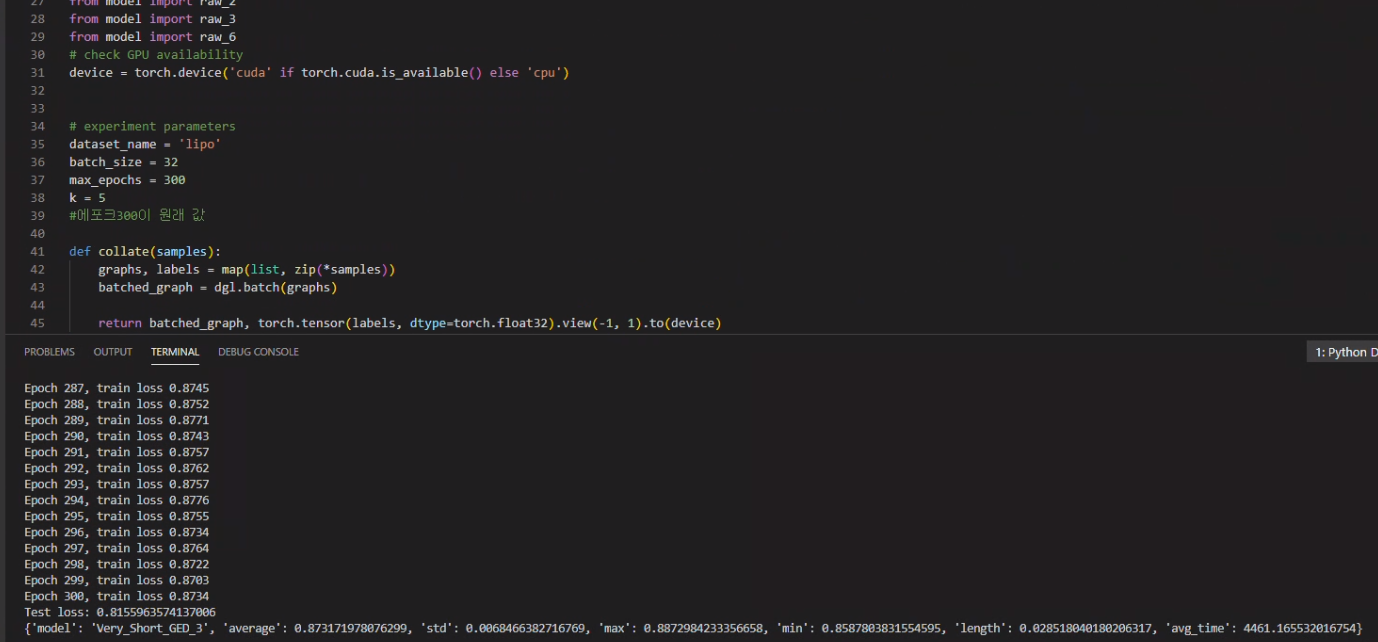 27 from model import raw_2
28 from model import raw_3
29 from model import raw_6
30 # check GPU availability
31 device = torch.device('cuda' if torch.cuda.is_available() else 'cpu')
32
33
34 # experiment parameters
35 dataset_name = 'lipo'
36 batch_size = 32
37 max_epochs = 300
38 k = 5
39 #에포크300이 원래 값
40
41 def collate(samples):
42 graphs, labels = map(list, zip(*samples))
43 batched_graph = dgl.batch(graphs)
44
45 return batched_graph, torch.tensor(labels, dtype=torch.float32).view(-1, 1).to(device)
PROBLEMS OUTPUT TERMINAL DEBUG CONSOLE 1: Python D
Epoch 287, train loss 0.8745
Epoch 288, train loss 0.8752
Epoch 289, train loss 0.8771
Epoch 290, train loss 0.8743
Epoch 291, train loss 0.8757
Epoch 292, train loss 0.8762
Epoch 293, train loss 0.8757
Epoch 294, train loss 0.8776
Epoch 295, train loss 0.8755
Epoch 296, train loss 0.8734
Epoch 297, train loss 0.8764
Epoch 298, train loss 0.8722
Epoch 299, train loss 0.8703
Epoch 300, train loss 0.8734
Test loss: 0.8155963574137006
{'model': 'Very_Short_GED_3', 'average': 0.873171978076299, 'std': 0.0068466382716769, 'max': 0.8872984233356658, 'min': 0.8587803831554595, 'length': 0.028518040180206317, 'avg_time': 4461.165532016754}